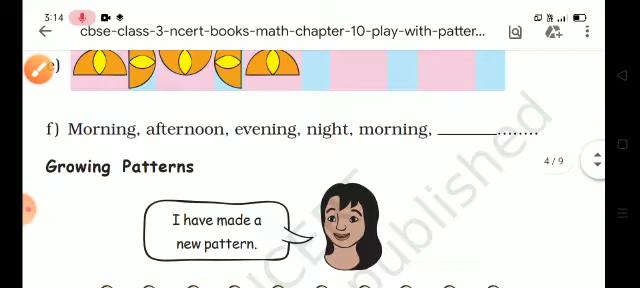 3:14
cbse-class-3-ncert-books-math-chapter-10-play-with-patter...
e)
f) Morning, afternoon, evening, night, morning, ______........
Growing Patterns
4/9
I have made a
new pattern.
published